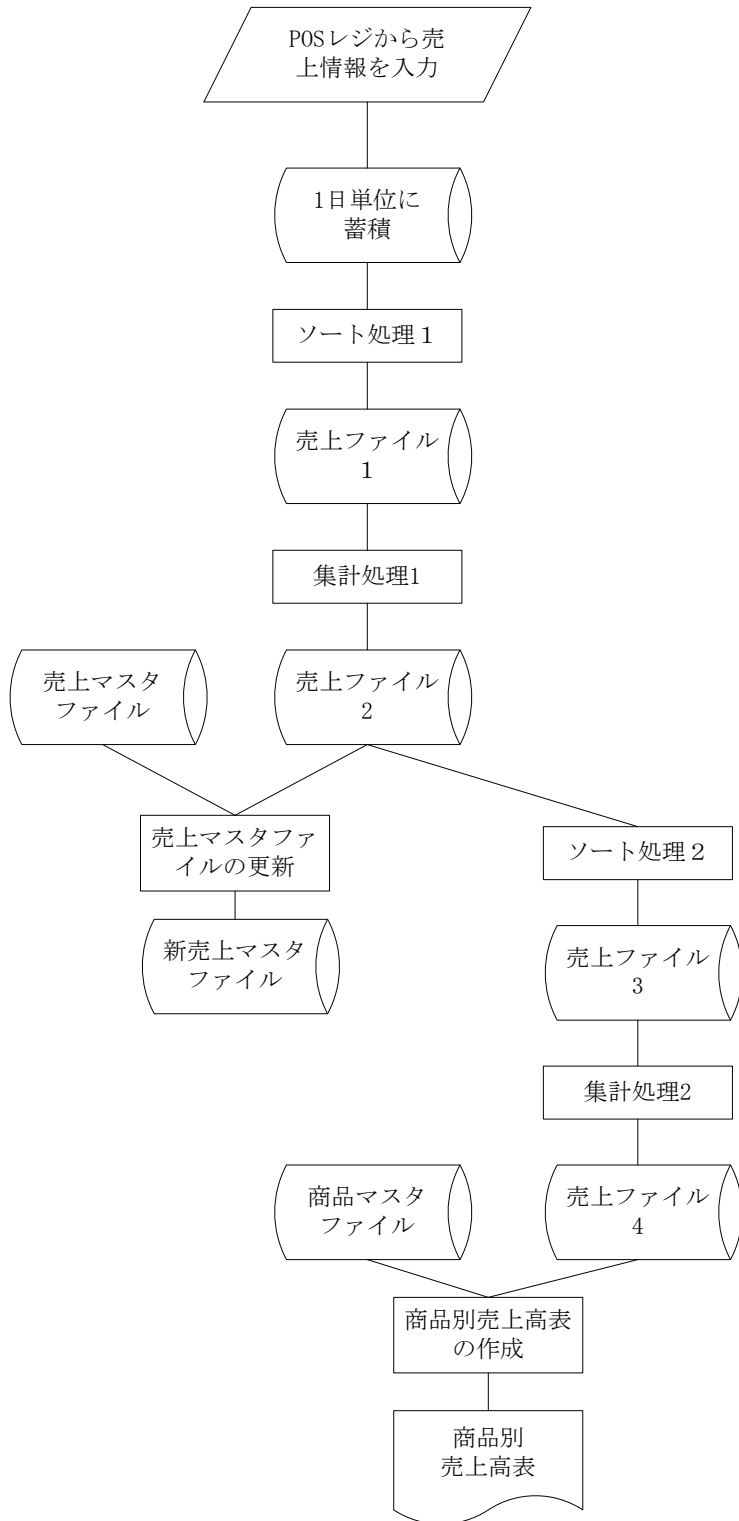 POSレジから売
上情報を入力
1日単位に
蓄積
ソート処理１
売上ファイル
１
集計処理1
売上マスタ
ファイル
売上ファイル
2
売上マスタファ
イルの更新
ソート処理２
新売上マスタ
ファイル
売上ファイル
3
集計処理2
商品マスタ
ファイル
売上ファイル
4
商品別売上高表
の作成
商品別
売上高表